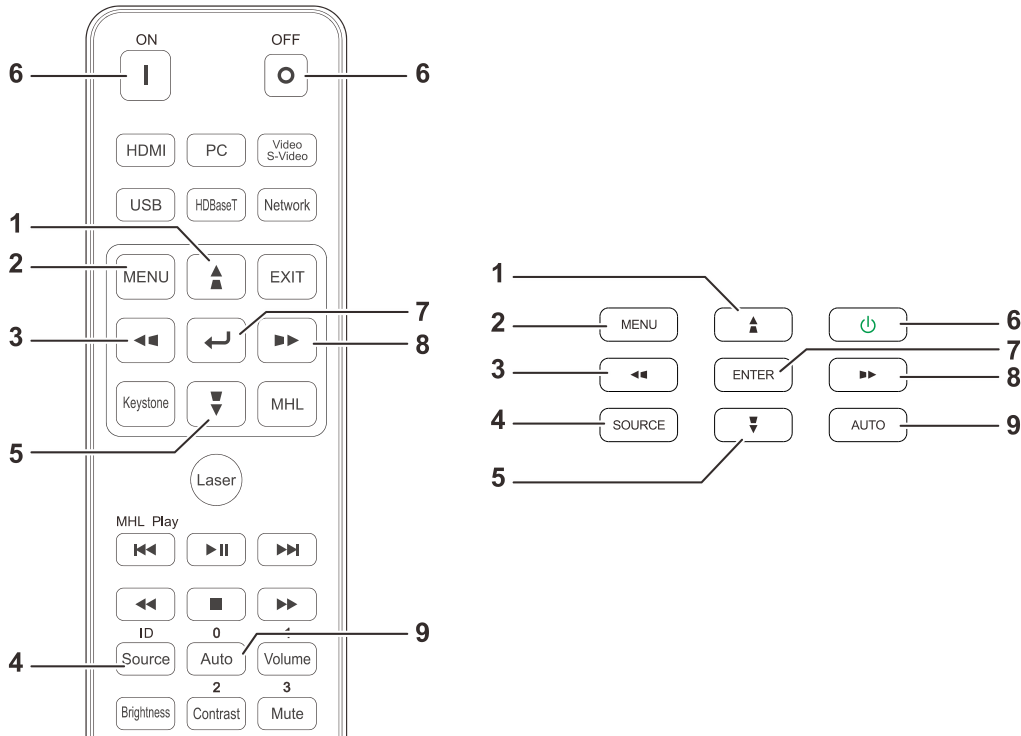 ON OFF
6 6
HDMI PC Video
S-Video
USB HDBaseT Network
1
2 MENU EXIT
7
3 8
Keystone MHL
5
Laser
MHL Play
ID 0
9
4 Source Auto Volume
2 3
Brightness Contrast Mute
1
2 MENU 6
7
3 ENTER 8
4 SOURCE AUTO 9
5